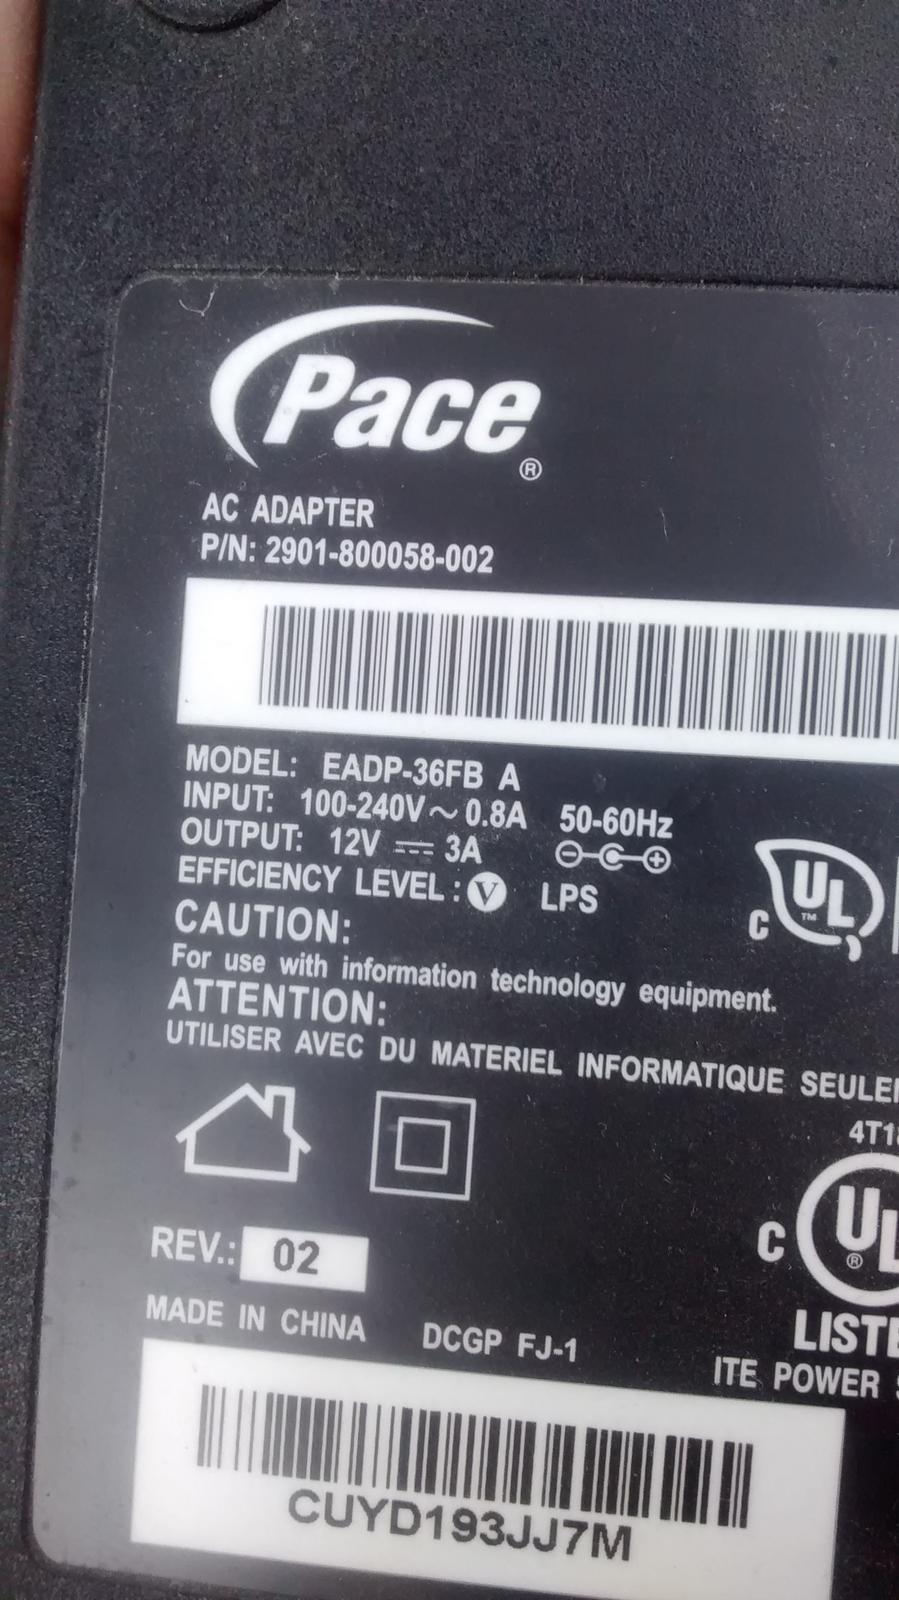 Pace®
AC ADAPTER
P/N: 2901-800058-002
MODEL: EADP-36FB A
INPUT: 100-240V~0.8A 50-60Hz
OUTPUT: 12V ⎓ 3A
EFFICIENCY LEVEL: V LPS
C UL™
CAUTION:
For use with information technology equipment.
ATTENTION:
UTILISER AVEC DU MATERIEL INFORMATIQUE
C UL®
REV.: 02
MADE IN CHINA DCGP FJ-1
ITE POWER
CUYD193JJ7M